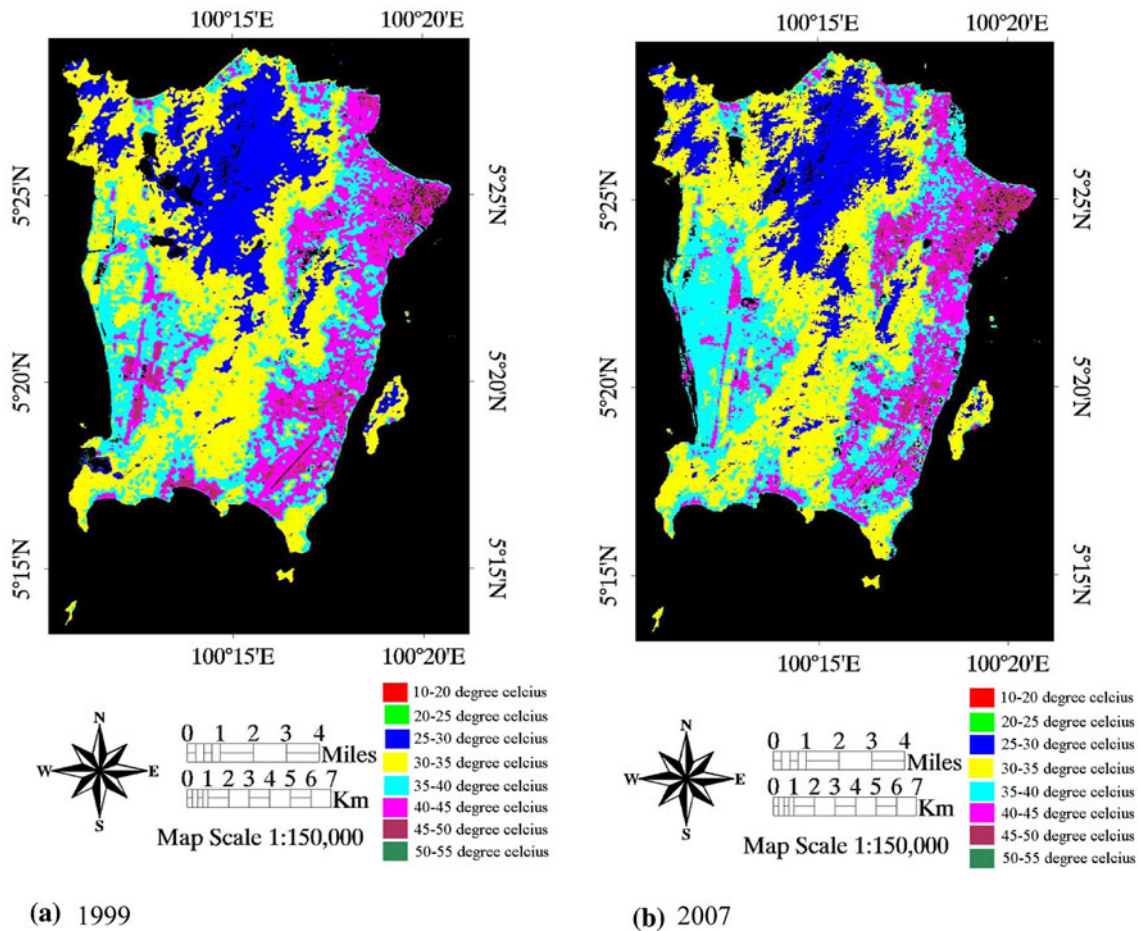 100°15'E 100°20'E
5°25'N 5°25'N
5°20'N 5°20'N
5°15'N 5°15'N
100°15'E 100°20'E
N
W E
S
0 1 2 3 4
Miles
0 1 2 3 4 5 6 7
Km
Map Scale 1:150,000
10-20 degree celcius
20-25 degree celcius
25-30 degree celcius
30-35 degree celcius
35-40 degree celcius
40-45 degree celcius
45-50 degree celcius
50-55 degree celcius
(a) 1999
100°15'E 100°20'E
5°25'N 5°25'N
5°20'N 5°20'N
5°15'N 5°15'N
100°15'E 100°20'E
N
W E
S
0 1 2 3 4
Miles
0 1 2 3 4 5 6 7
Km
Map Scale 1:150,000
10-20 degree celcius
20-25 degree celcius
25-30 degree celcius
30-35 degree celcius
35-40 degree celcius
40-45 degree celcius
45-50 degree celcius
50-55 degree celcius
(b) 2007